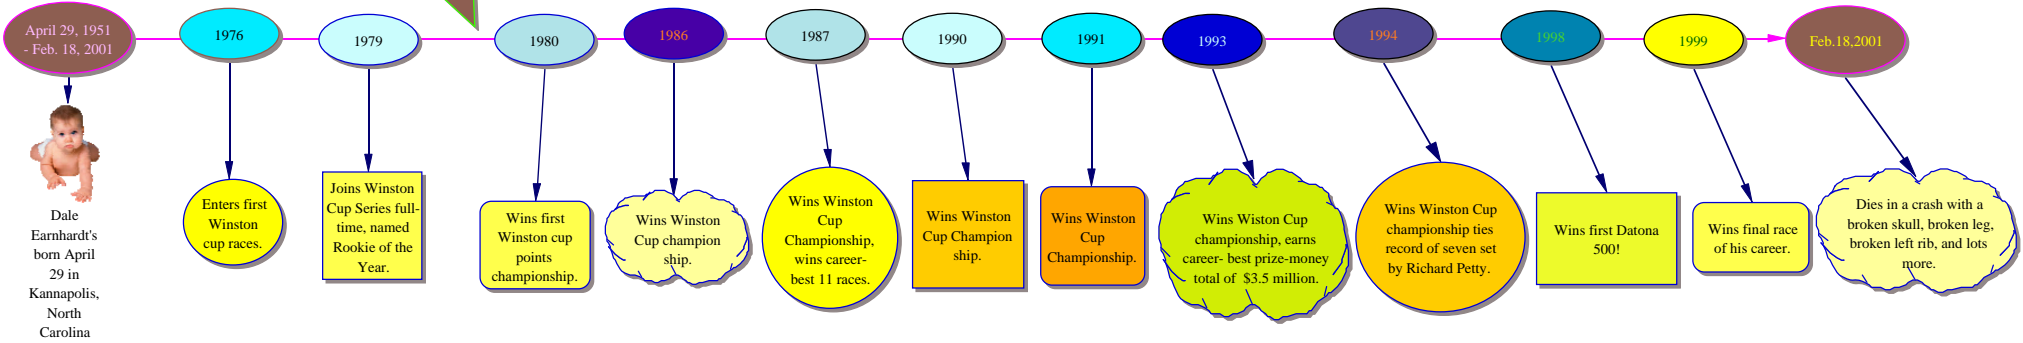 April 29, 1951
- Feb. 18, 2001
1976
1979
1980
1986
1987
1990
1991
1993
1994
1998
1999
Feb.18,2001
Dale
Earnhardt's
born April
29 in
Kannapolis,
North
Carolina
Enters first
Winston
cup races.
Joins Winston
Cup Series full-
time, named
Rookie of the
Year.
Wins first
Winston cup
points
championship.
Wins Winston
Cup champion
ship.
Wins Winston
Cup
Championship,
wins career-
best 11 races.
Wins Winston
Cup Champion
ship.
Wins Winston
Cup
Championship.
Wins Wiston Cup
championship, earns
career- best prize-money
total of $3.5 million.
Wins Winston Cup
championship ties
record of seven set
by Richard Petty.
Wins first Datona
500!
Wins final race
of his career.
Dies in a crash with a
broken skull, broken leg,
broken left rib, and lots
more.